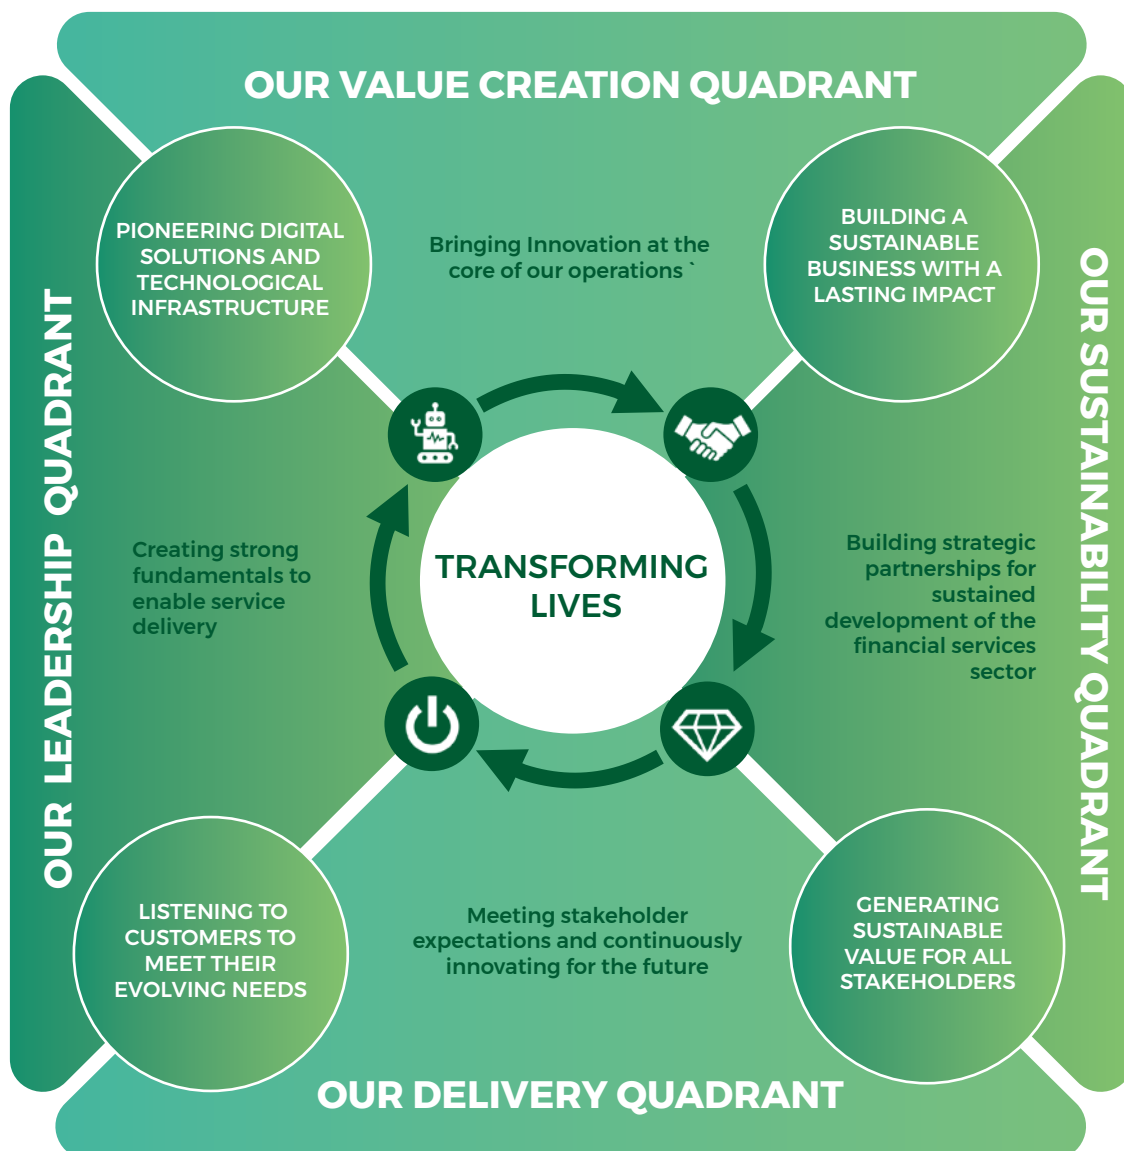 OUR VALUE CREATION QUADRANT
PIONEERING DIGITAL
SOLUTIONS AND
TECHNOLOGICAL
INFRASTRUCTURE
Bringing Innovation at the
core of our operations `
BUILDING A
SUSTAINABLE
BUSINESS WITH A
LASTING IMPACT
OUR LEADERSHIP QUADRANT
Creating strong
fundamentals to
enable service
delivery
TRANSFORMING
LIVES
Building strategic
partnerships for
sustained
development of the
financial services
sector
OUR SUSTAINABILITY QUADRANT
LISTENING TO
CUSTOMERS TO
MEET THEIR
EVOLVING NEEDS
Meeting stakeholder
expectations and continuously
innovating for the future
GENERATING
SUSTAINABLE
VALUE FOR ALL
STAKEHOLDERS
OUR DELIVERY QUADRANT